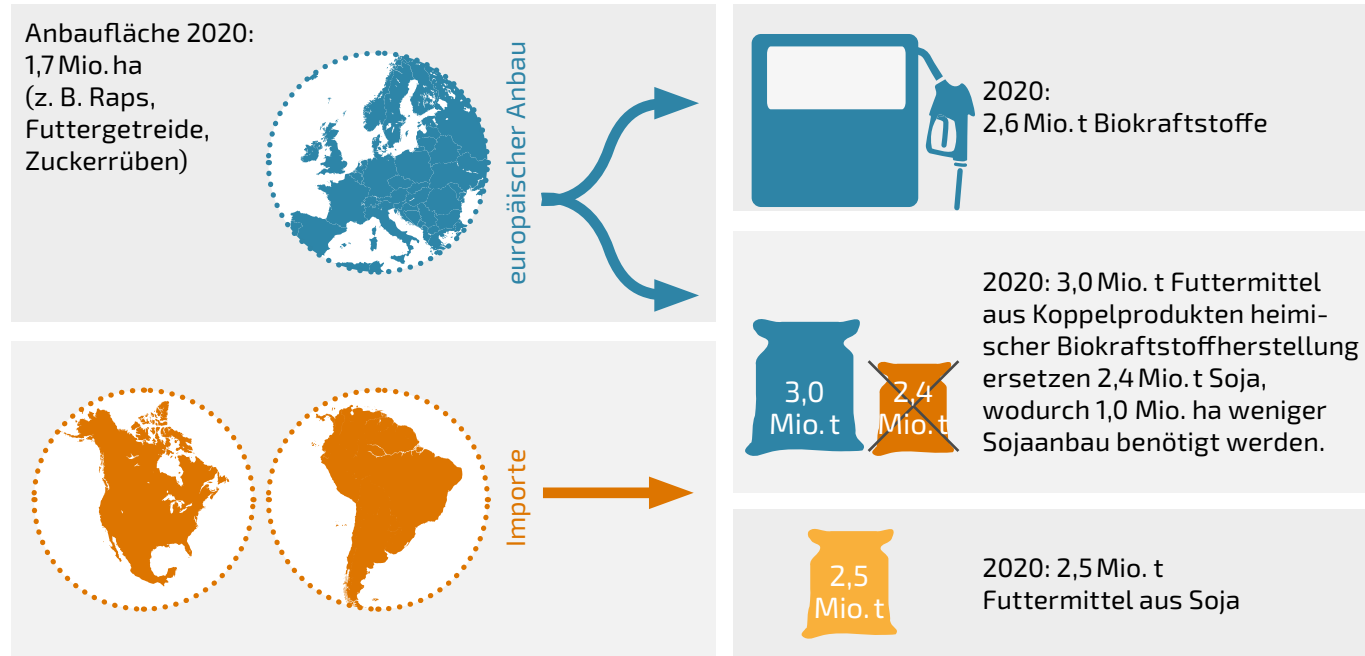 Anbaufläche 2020:
1,7 Mio. ha
(z. B. Raps,
Futtergetreide,
Zuckerrüben)
europäischer Anbau
2020:
2,6 Mio. t Biokraftstoffe
3,0
Mio. t
2,4
Mio. t
2020: 3,0 Mio. t Futtermittel
aus Koppelprodukten heimi-
scher Biokraftstoffherstellung
ersetzen 2,4 Mio. t Soja,
wodurch 1,0 Mio. ha weniger
Sojaanbau benötigt werden.
Importe
2,5
Mio. t
2020: 2,5 Mio. t
Futtermittel aus Soja